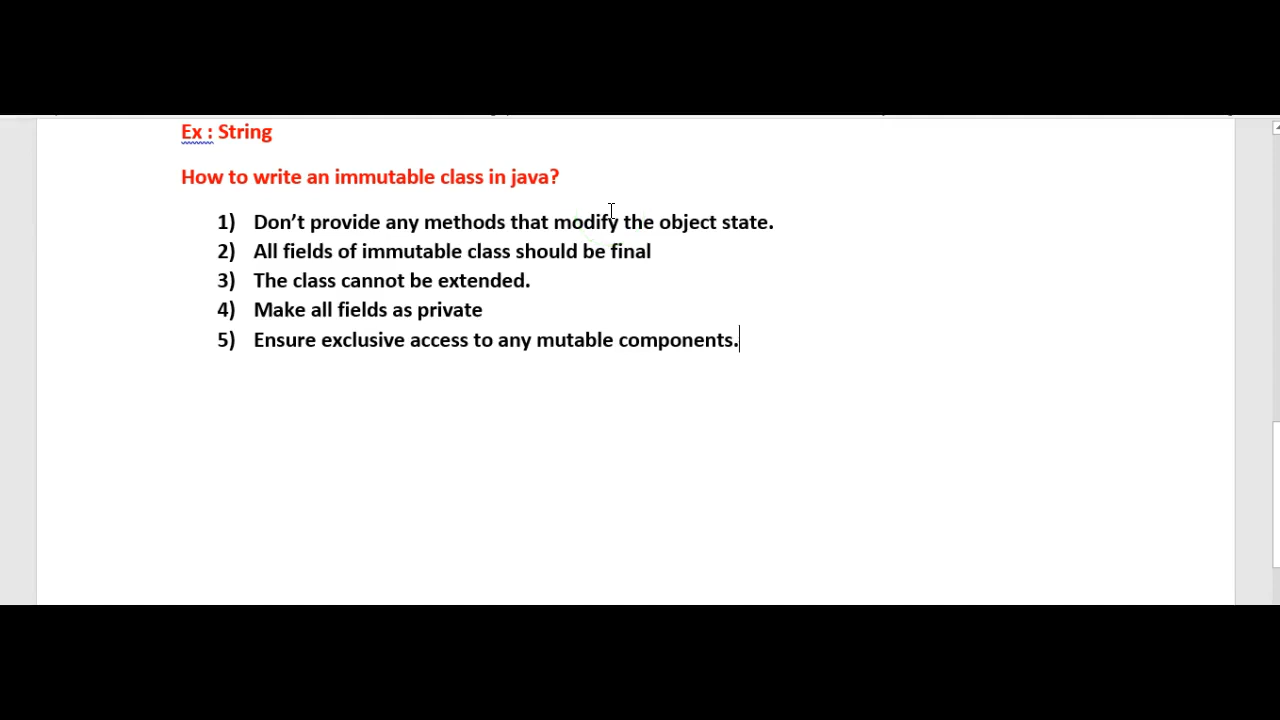 Ex : String
How to write an immutable class in java?
1) Don’t provide any methods that modify the object state.
2) All fields of immutable class should be final
3) The class cannot be extended.
4) Make all fields as private
5) Ensure exclusive access to any mutable components.